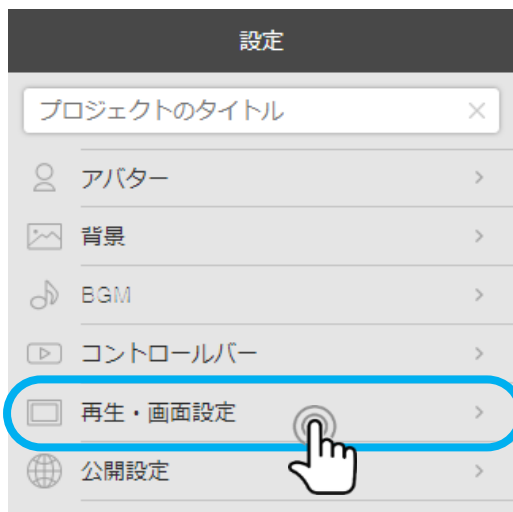 設定
プロジェクトのタイトル
アバター
背景
BGM
コントロールバー
再生・画面設定
公開設定